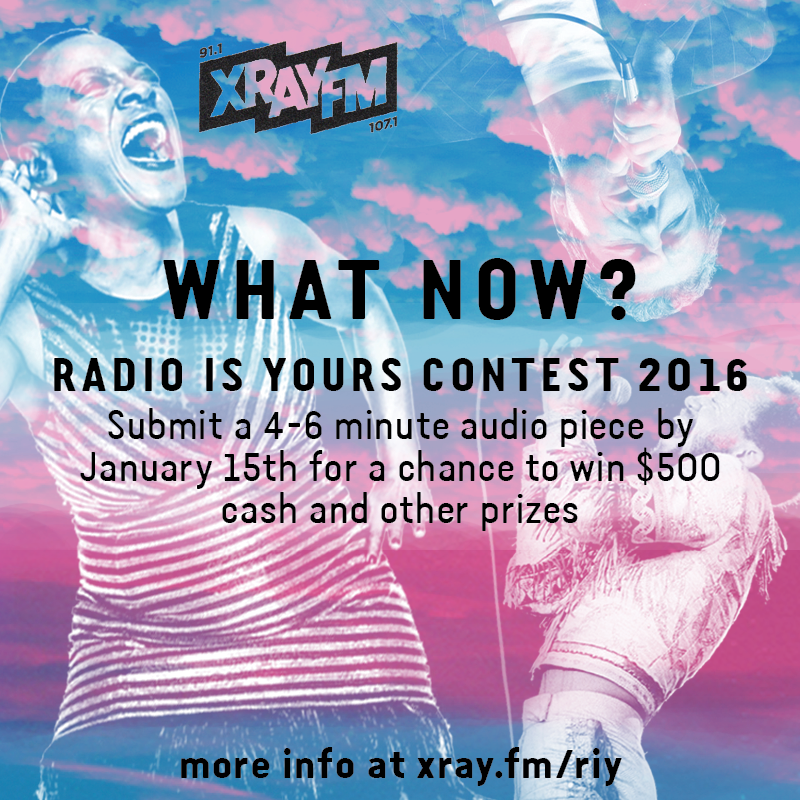 91.1
XRAY.FM
107.1
WHAT NOW?
RADIO IS YOURS CONTEST 2016
Submit a 4-6 minute audio piece by
January 15th for a chance to win $500
cash and other prizes
more info at xray.fm/riy